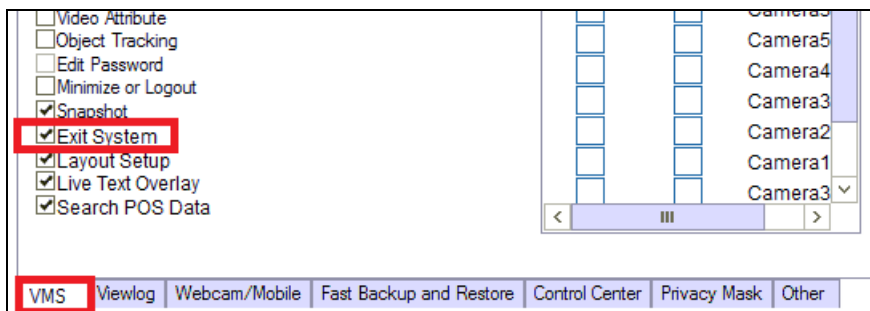 Video Attribute
Object Tracking
Edit Password
Minimize or Logout
Snapshot
Exit System
Layout Setup
Live Text Overlay
Search POS Data
Camera5
Camera4
Camera3
Camera2
Camera1
Camera3
VMS Viewlog Webcam/Mobile Fast Backup and Restore Control Center Privacy Mask Other